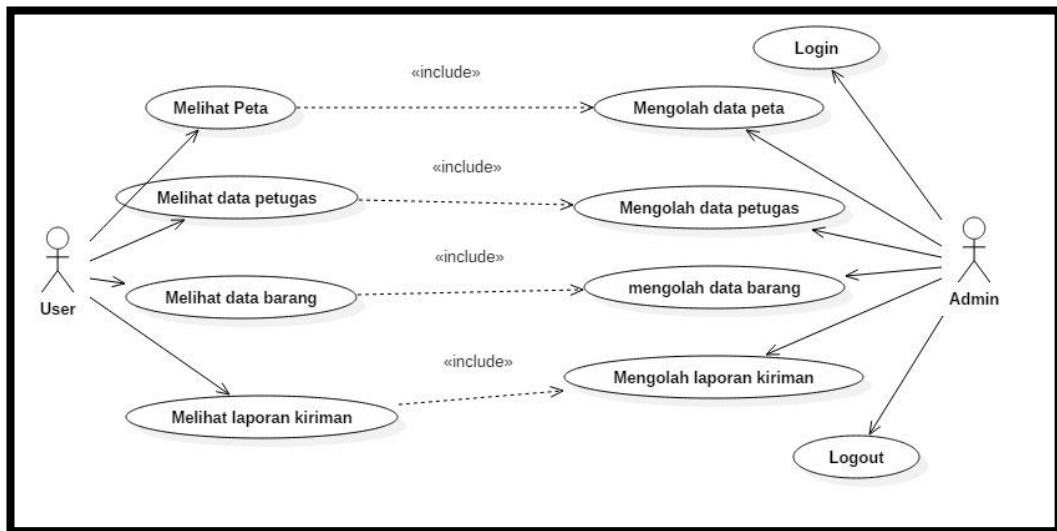 Login
«include»
Melihat Peta
Mengolah data peta
«include»
Melihat data petugas
Mengolah data petugas
«include»
User
Melihat data barang
mengolah data barang
Admin
«include»
Melihat laporan kiriman
Mengolah laporan kiriman
Logout